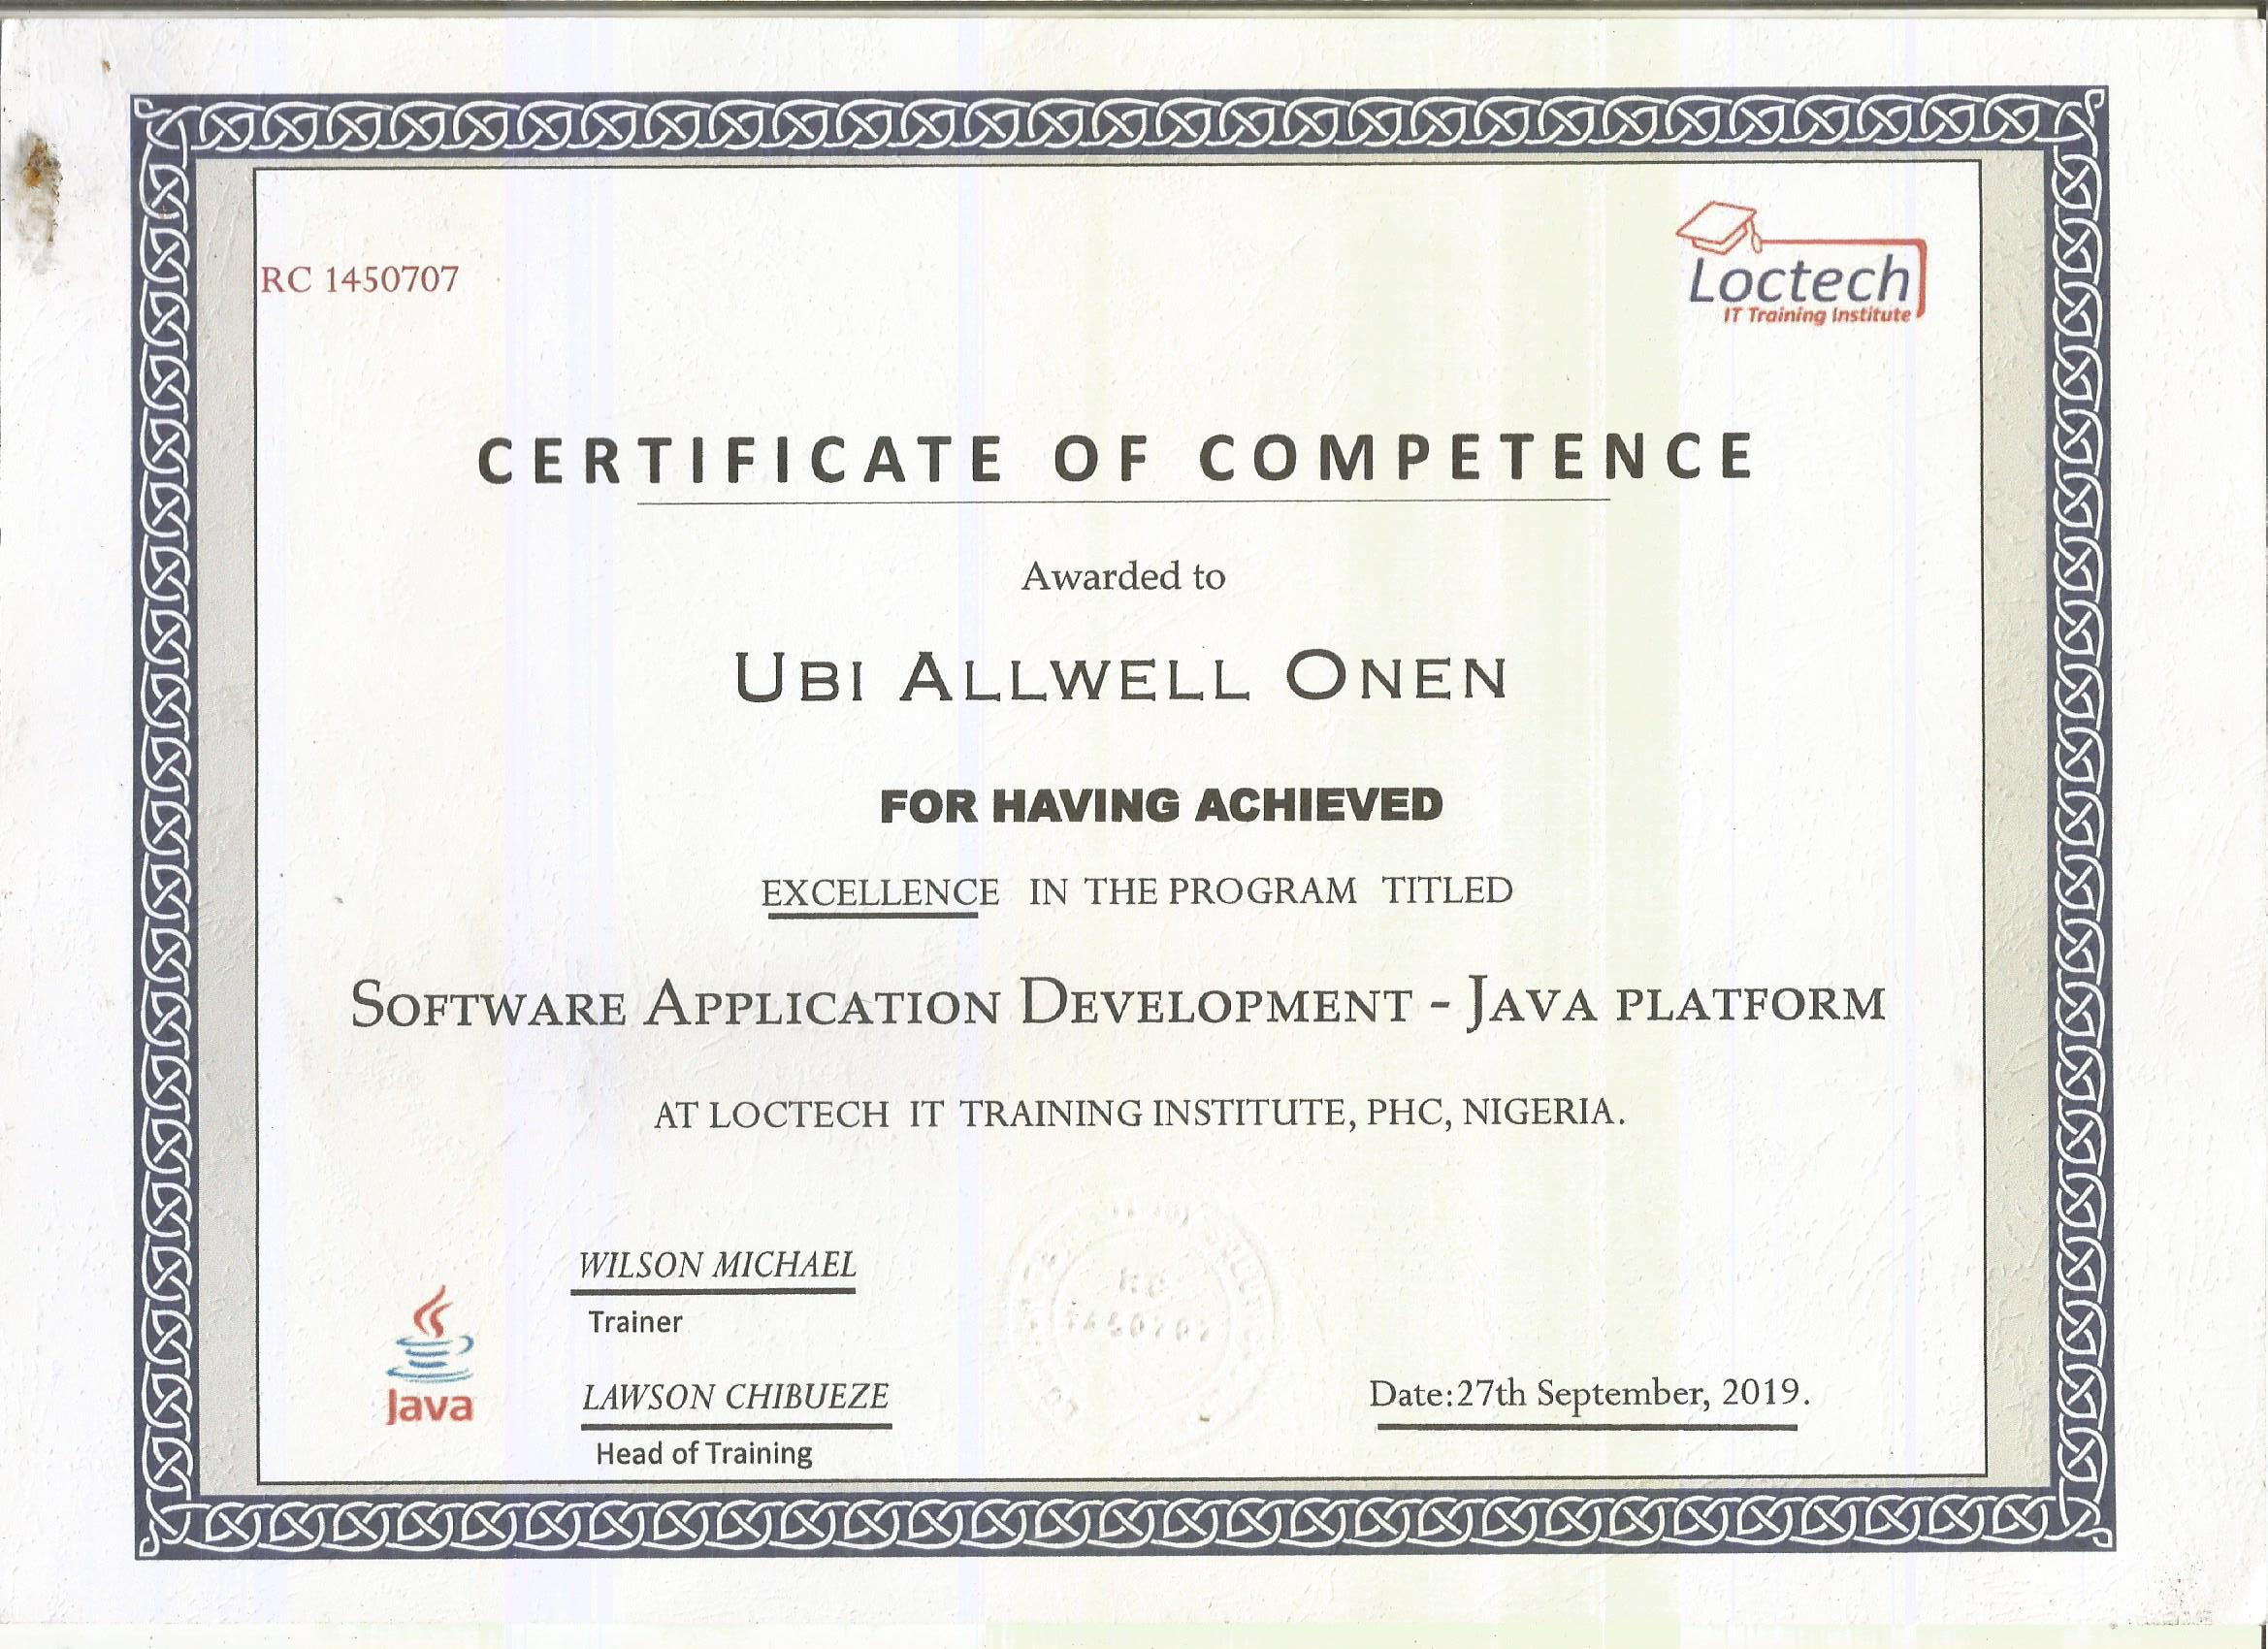 RC 1450707
Loctech
IT Training Institute
CERTIFICATE OF COMPETENCE
Awarded to
UBI ALLWELL ONEN
FOR HAVING ACHIEVED
EXCELLENCE IN THE PROGRAM TITLED
SOFTWARE APPLICATION DEVELOPMENT - JAVA PLATFORM
AT LOCTECH IT TRAINING INSTITUTE, PHC, NIGERIA.
WILSON MICHAEL
Trainer
LAWSON CHIBUEZE
Head of Training
Java
Date:27th September, 2019.